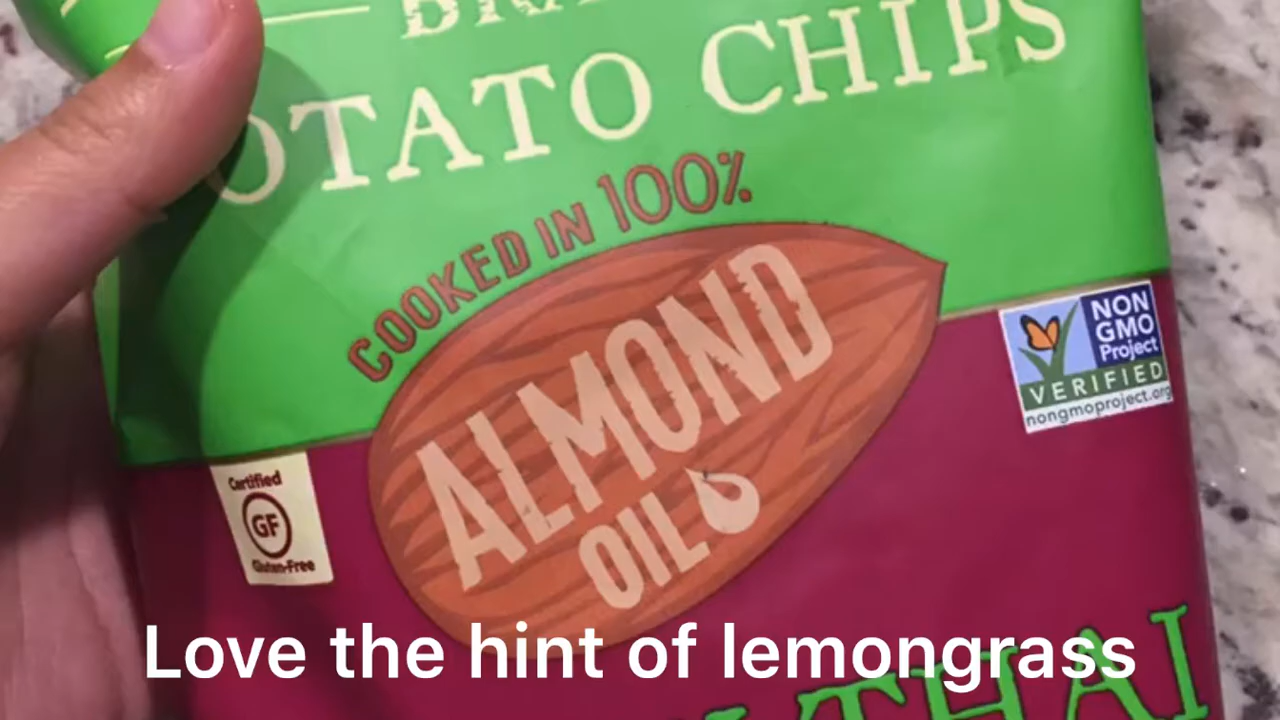 OTATO CHIPS
COOKED IN 100%
ALMOND
OIL
NON
GMO
Project
VERIFIED
nongmoproject.org
Certified
GF
Gluten-Free
Love the hint of lemongrass
THAI